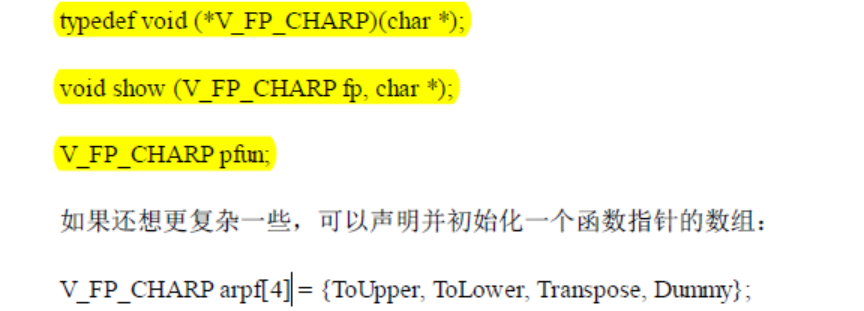 typedef void (*V_FP_CHARP)(char *);
void show (V_FP_CHARP fp, char *);
V_FP_CHARP pfun;
如果还想更复杂一些，可以声明并初始化一个函数指针的数组：
V_FP_CHARP arpf[4] = {ToUpper, ToLower, Transpose, Dummy};